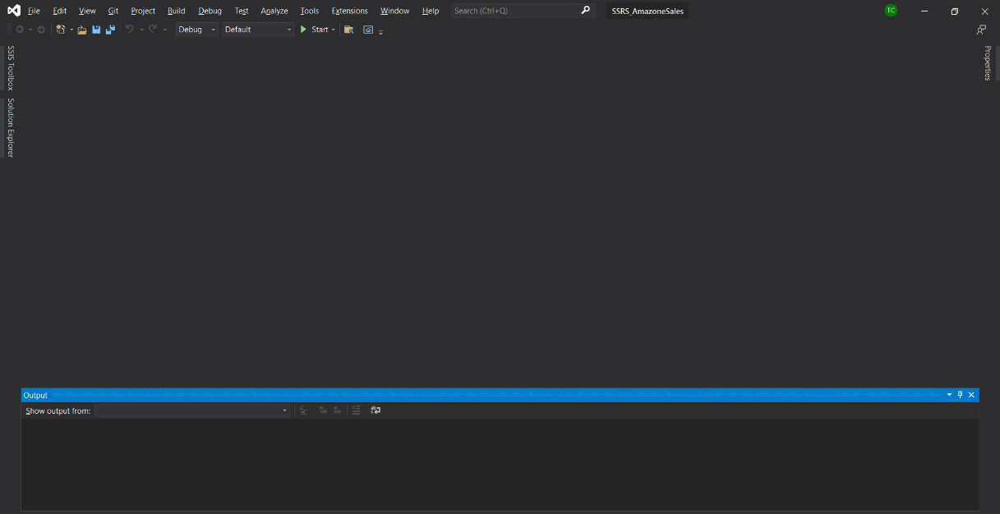 File Edit View Git Project Build Debug Test Analyze Tools Extensions Window Help Search (Ctrl+Q) SSRS_AmazoneSales TC
Debug Default Start
SSIS Toolbox
Solution Explorer
Properties
Output
Show output from: